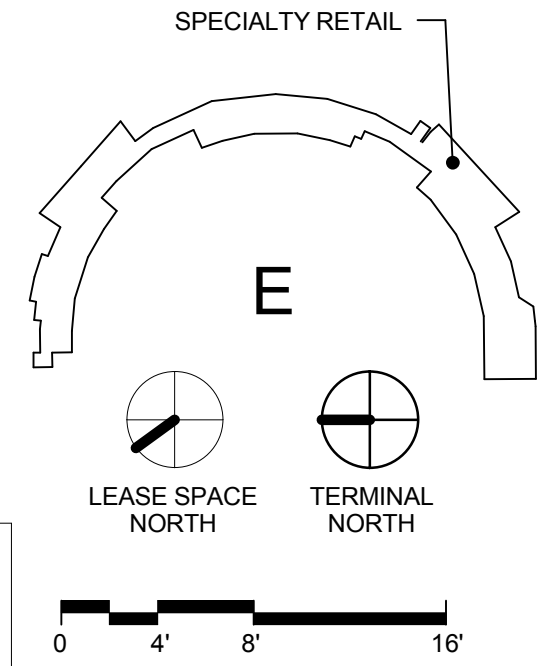 SPECIALTY RETAIL
E
LEASE SPACE
NORTH
TERMINAL
NORTH
0 4' 8' 16'